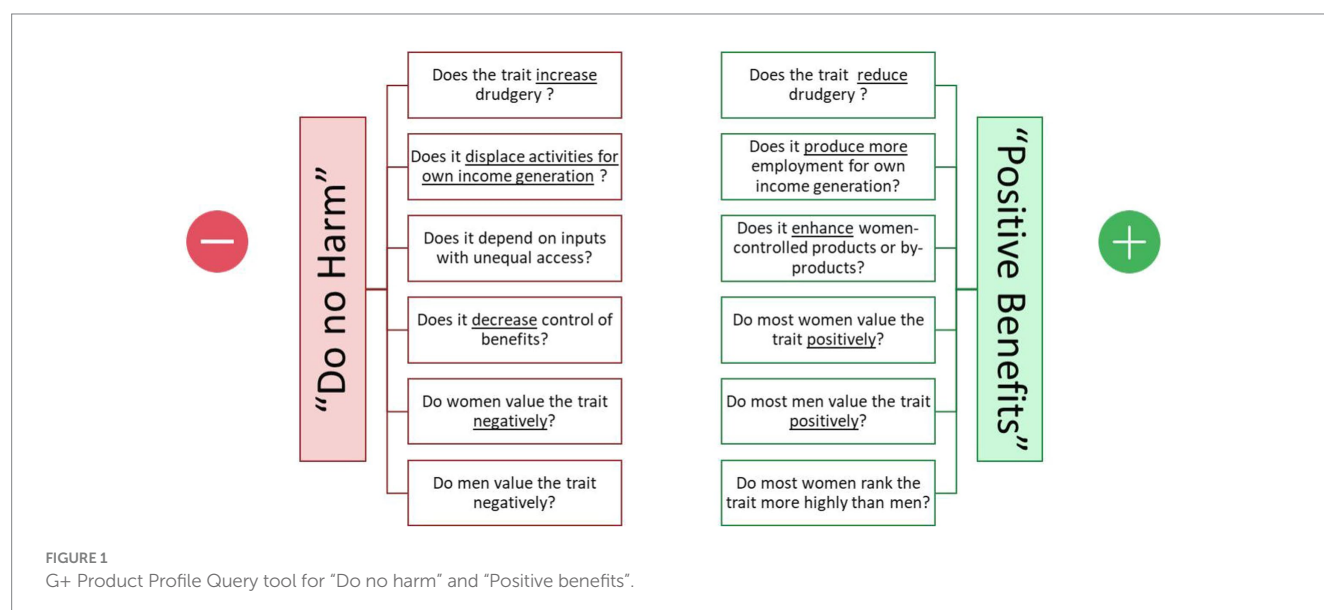 "Do no Harm"
Does the trait increase
drudgery ?
Does it displace activities for
own income generation ?
Does it depend on inputs
with unequal access?
Does it decrease control of
benefits?
Do women value the trait
negatively?
Do men value the trait
negatively?
Does the trait reduce
drudgery ?
Does it produce more
employment for own
income generation?
Does it enhance women-
controlled products or by-
products?
Do most women value the
trait positively?
Do most men value the trait
positively?
Do most women rank the
trait more highly than men?
"Positive Benefits"
FIGURE 1
G+ Product Profile Query tool for "Do no harm" and "Positive benefits".